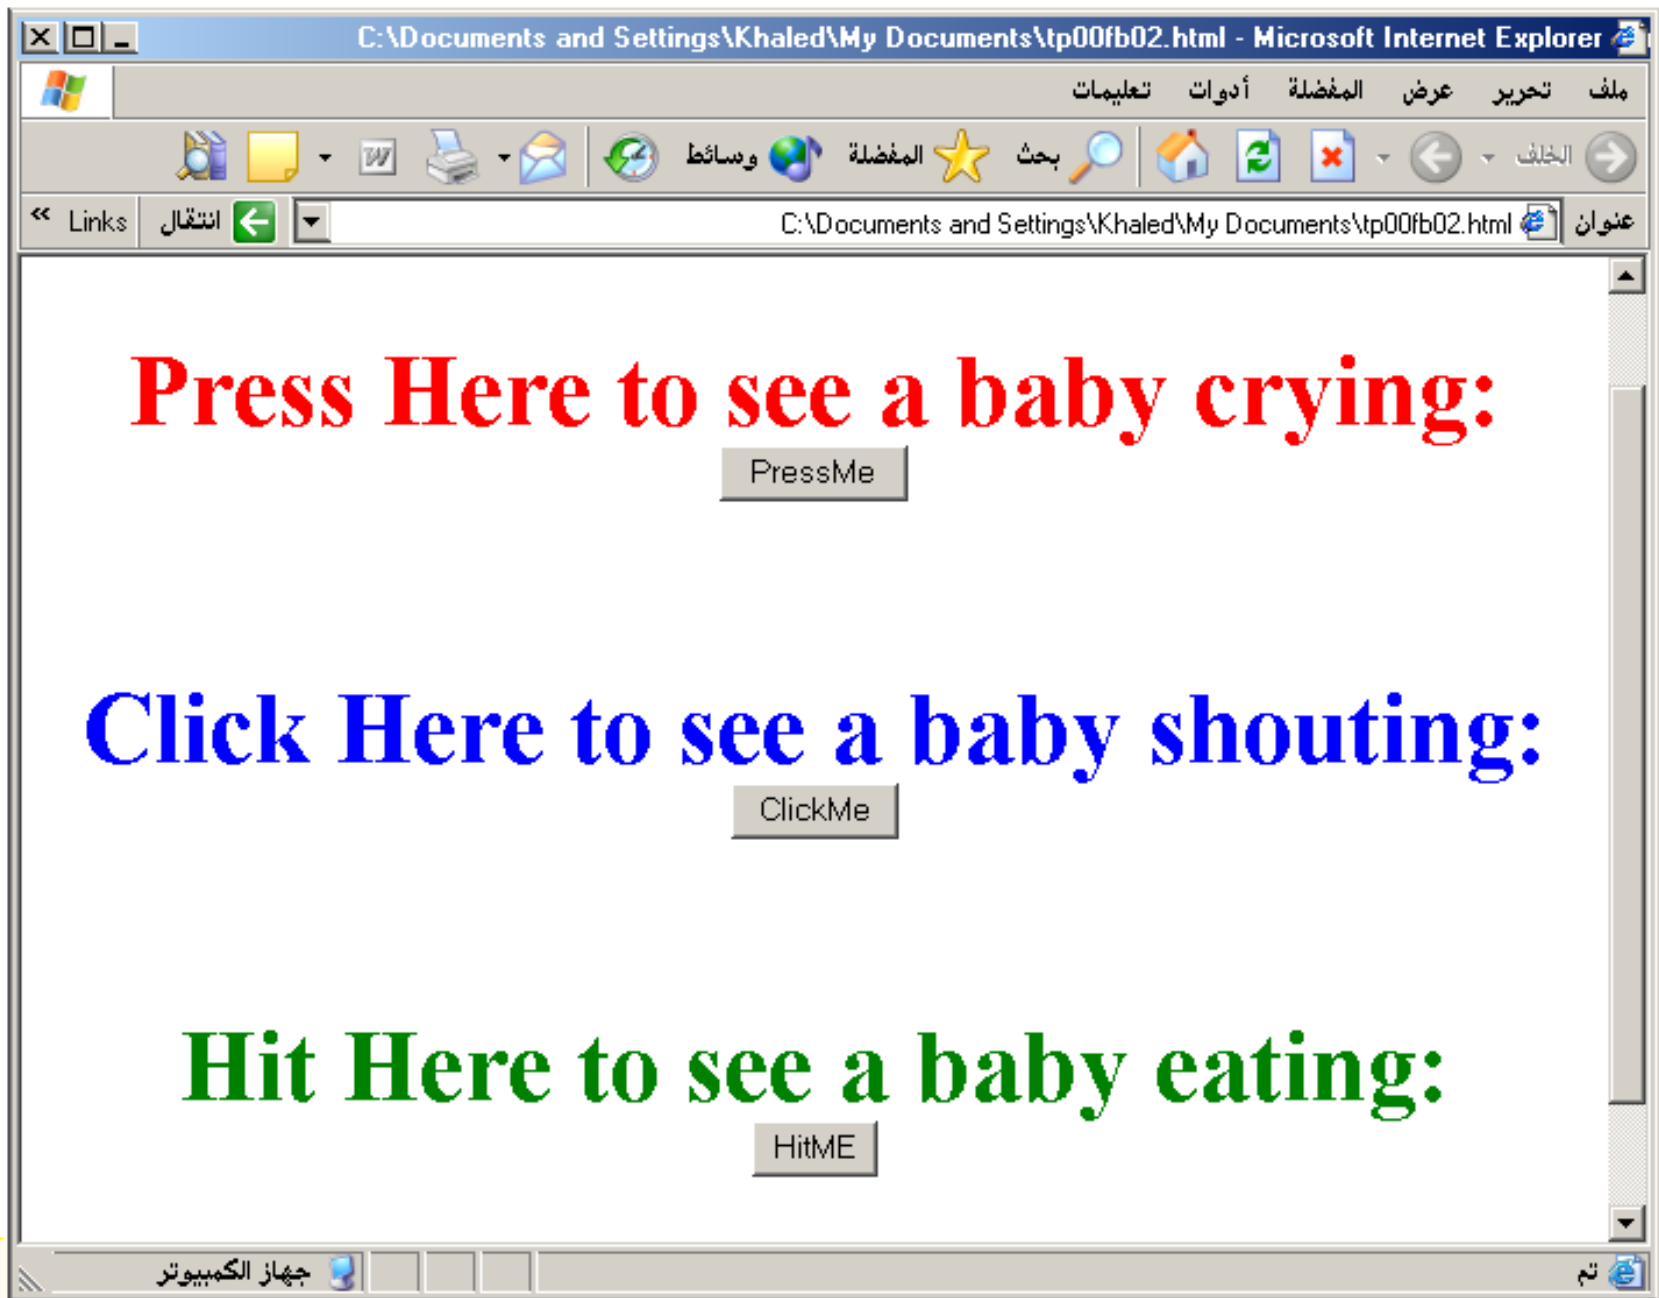 C:\Documents and Settings\Khaled\My Documents\tp00fb02.html - Microsoft Internet Explorer
ملف تحرير عرض المفضلة أدوات تعليمات
الخلف بحث المفضلة وسائط
عنوان C:\Documents and Settings\Khaled\My Documents\tp00fb02.html انتقال Links »
Press Here to see a baby crying:
PressMe
Click Here to see a baby shouting:
ClickMe
Hit Here to see a baby eating:
HitME
تم جهاز الكمبيوتر